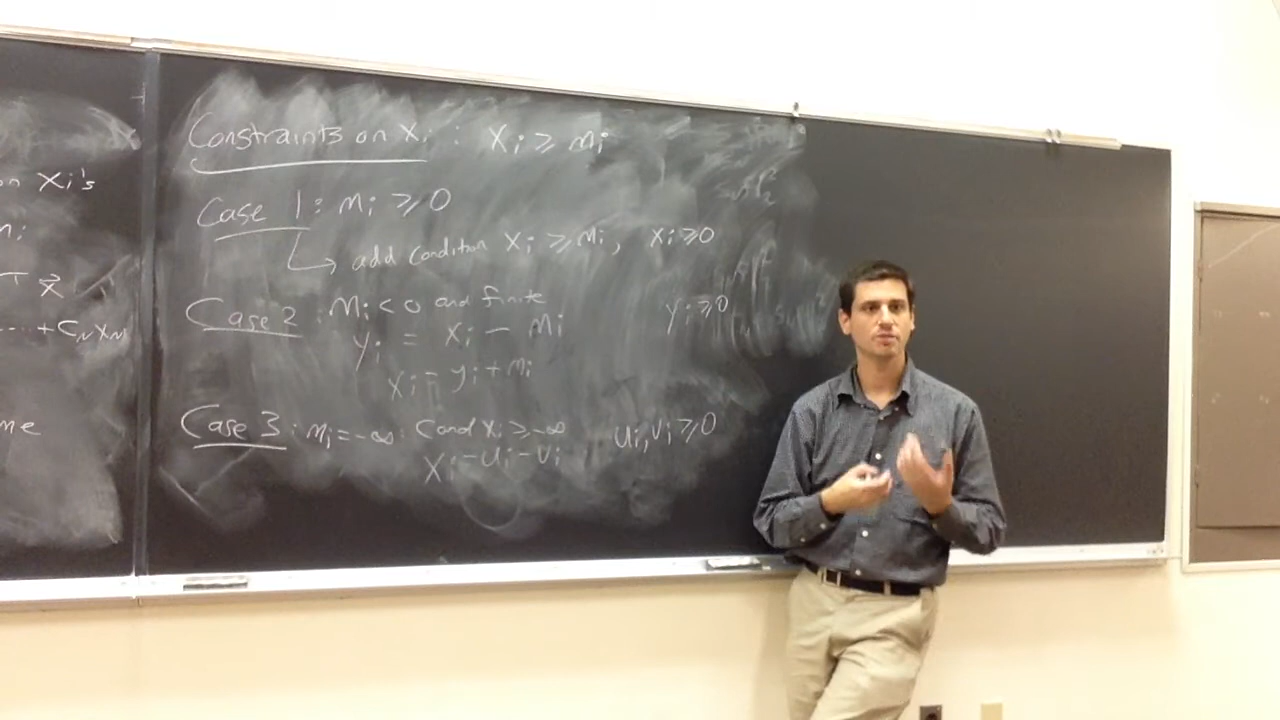 on Xi's
T x⃗
.... + C_N X_N
me
Constraints on Xi : Xi ≥ mi
Case 1 : mi ≥ 0
↳ add condition Xi ≥ mi, Xi ≥ 0
Case 2 : Mi < 0 and finite
yi = xi - mi yi ≥ 0
xi = yi + mi
Case 3 : mi = -∞ : Cond Xi ≥ -∞ ui, vi ≥ 0
Xi - ui - vi